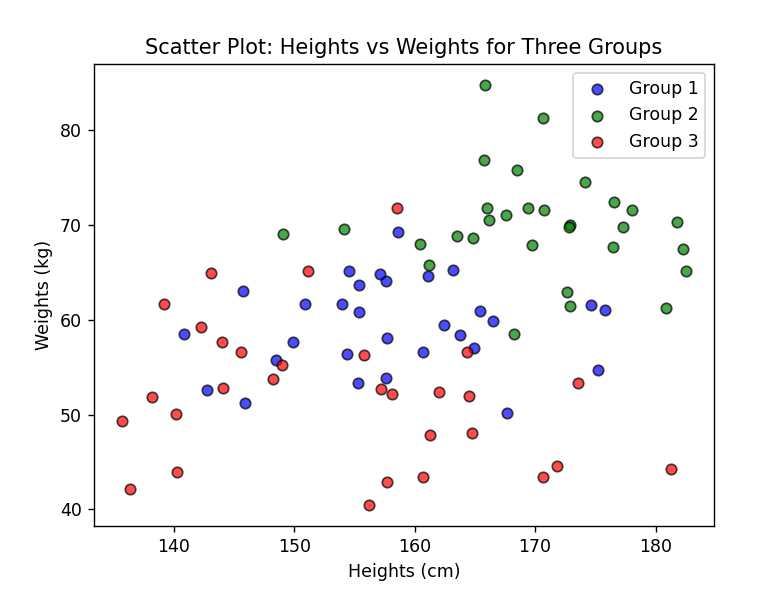 Scatter Plot: Heights vs Weights for Three Groups
Group 1
Group 2
Group 3
80
70
60
50
40
Weights (kg)
140 150 160 170 180
Heights (cm)